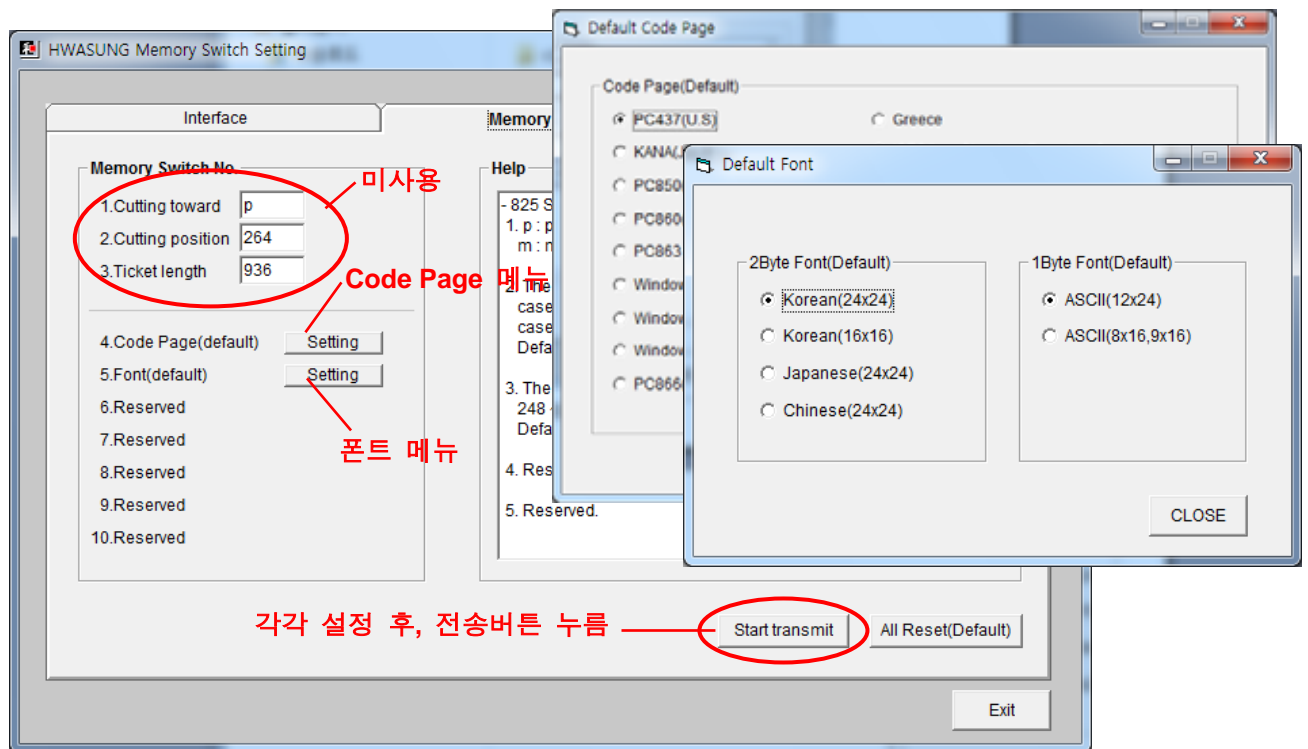 HWASUNG Memory Switch Setting
Interface
Memory
Memory Switch No.
미사용
1.Cutting toward p
2.Cutting position 264
3.Ticket length 936
Code Page 메뉴
4.Code Page(default) Setting
5.Font(default) Setting
6.Reserved
7.Reserved
8.Reserved
9.Reserved
10.Reserved
폰트 메뉴
Help
- 825 S
1. p : p
m : n
2. The
case
case
Defa
3. The
248
Defa
4. Res
5. Reserved.
각각 설정 후, 전송버튼 누름
Start transmit
All Reset(Default)
Exit
Default Code Page
Code Page(Default)
PC437(U.S)
Greece
KANA(
PC850
PC860
PC863
Window
Window
Window
PC866
Default Font
2Byte Font(Default)
Korean(24x24)
Korean(16x16)
Japanese(24x24)
Chinese(24x24)
1Byte Font(Default)
ASCII(12x24)
ASCII(8x16,9x16)
CLOSE